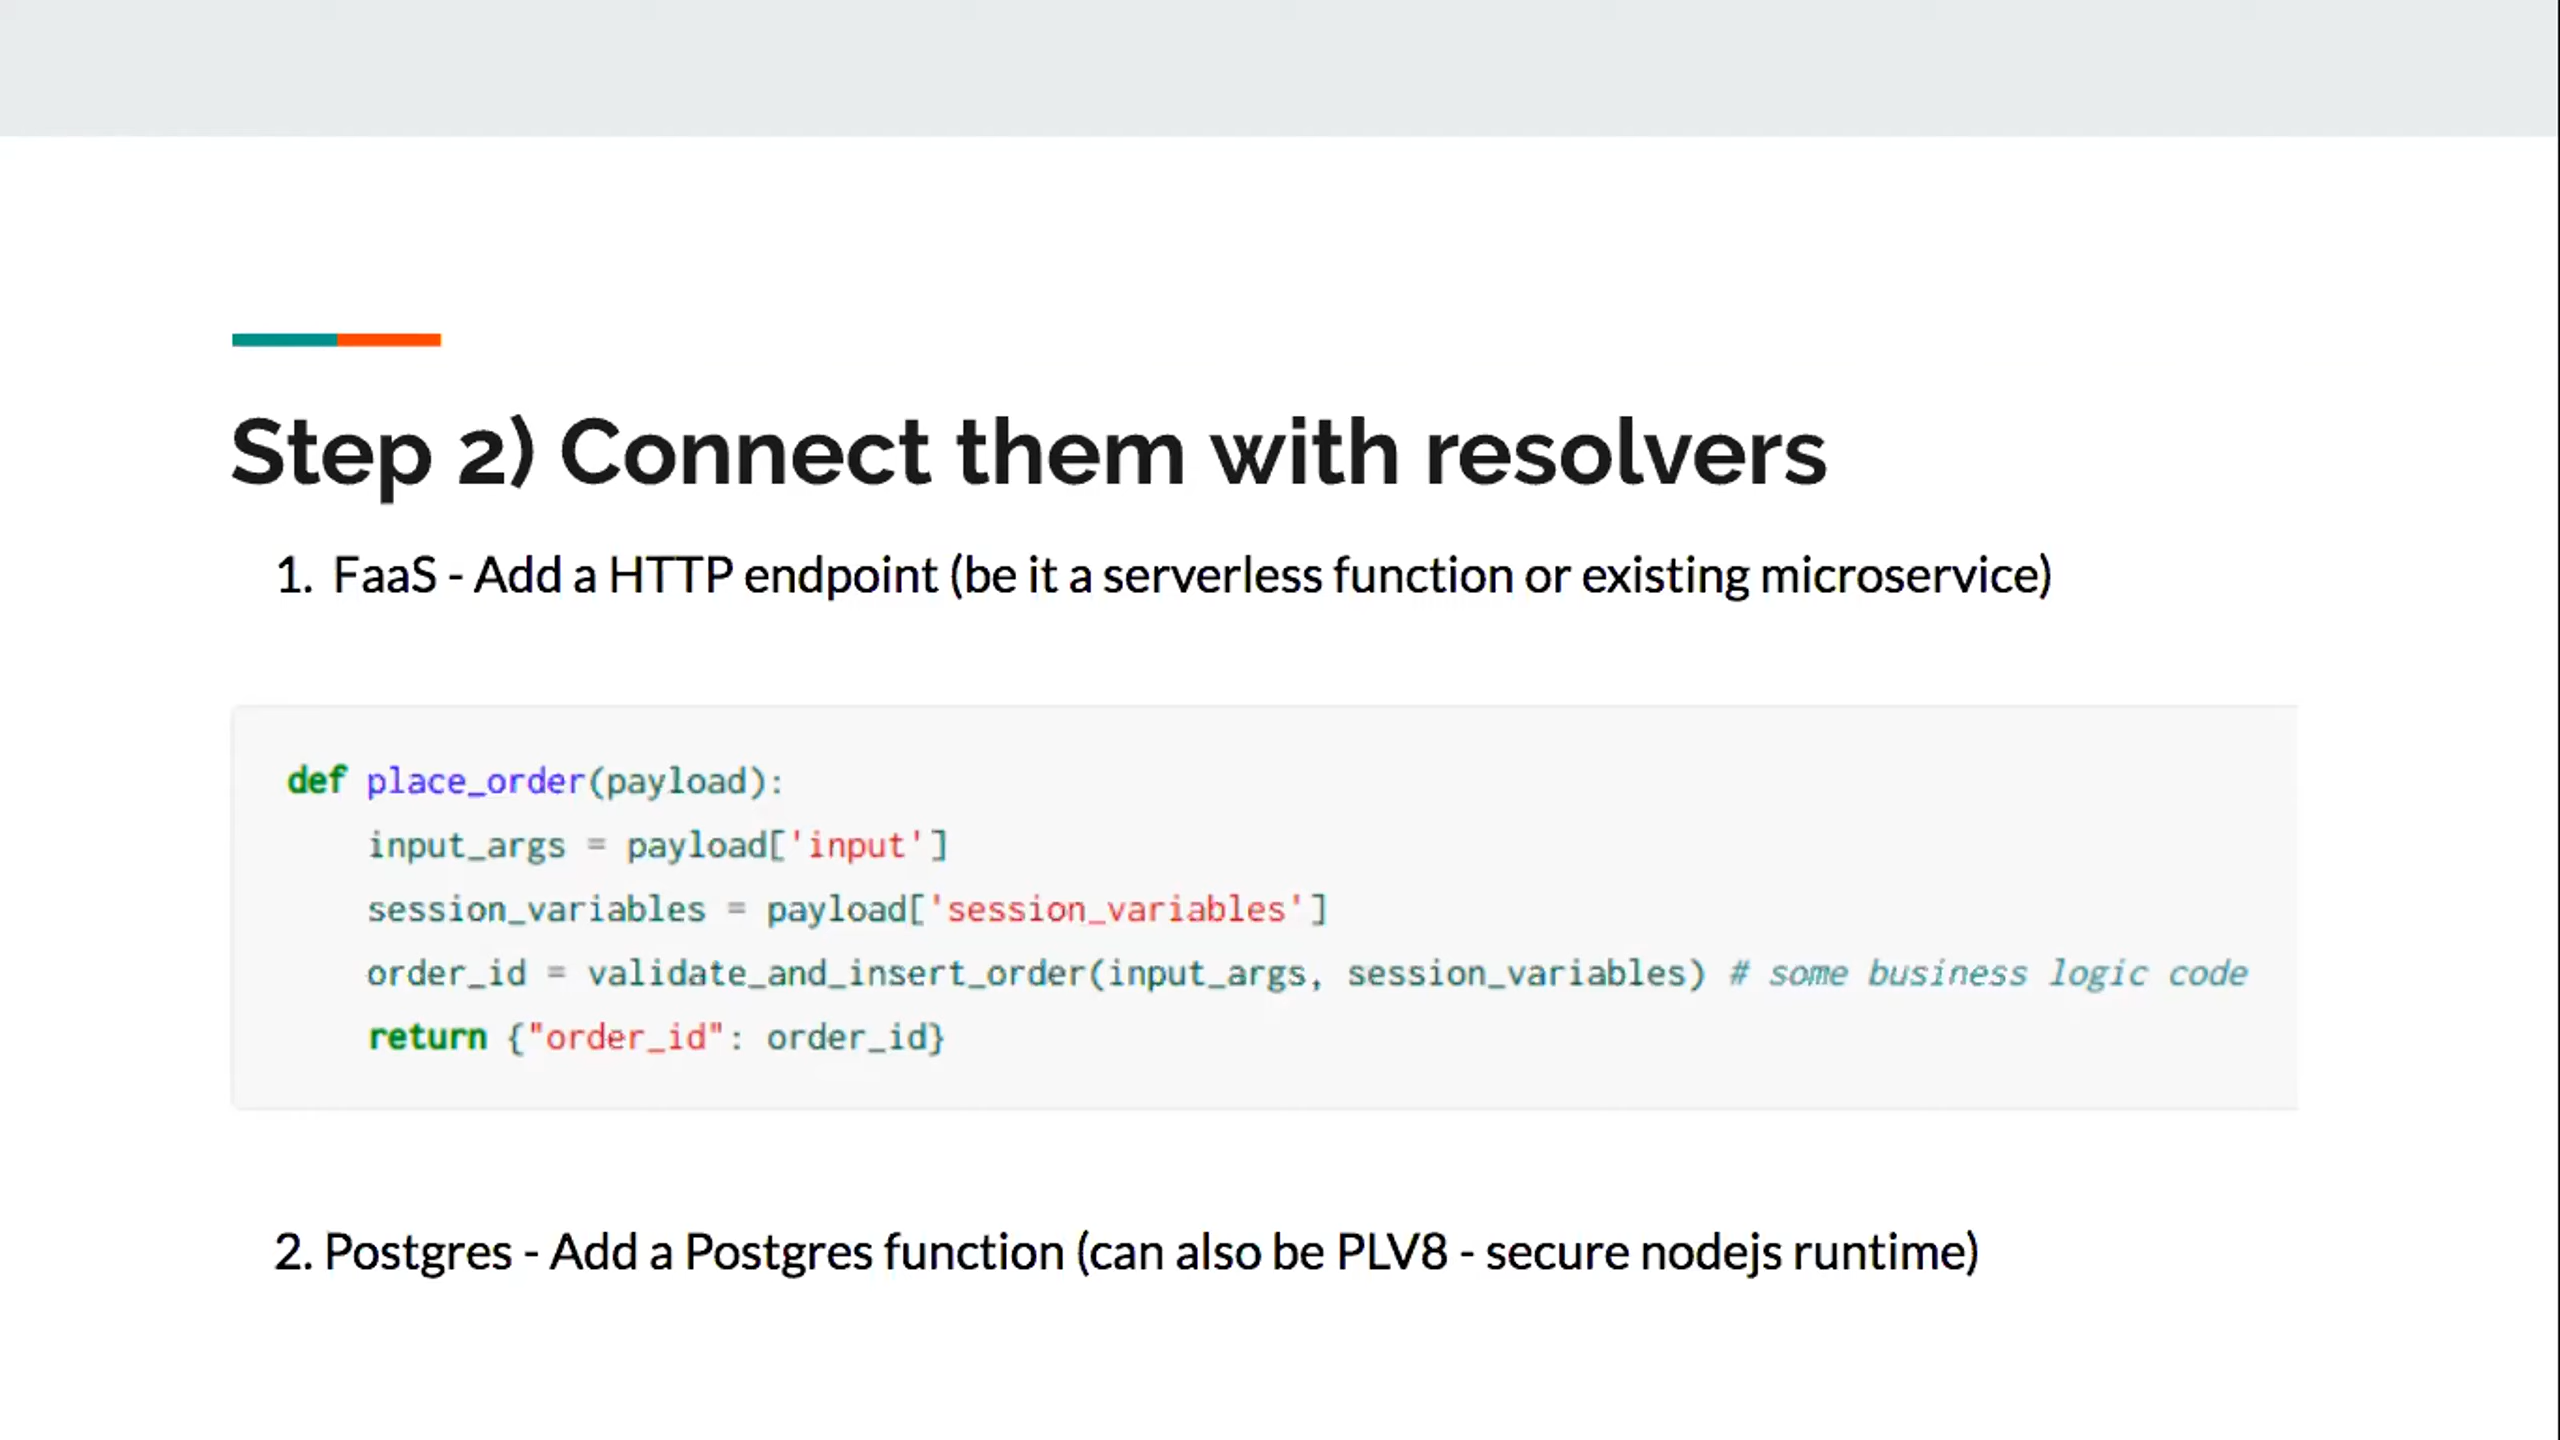 Step 2) Connect them with resolvers
1. FaaS - Add a HTTP endpoint (be it a serverless function or existing microservice)
def place_order(payload):
    input_args = payload['input']
    session_variables = payload['session_variables']
    order_id = validate_and_insert_order(input_args, session_variables) # some business logic code
    return {"order_id": order_id}
2. Postgres - Add a Postgres function (can also be PLV8 - secure nodejs runtime)